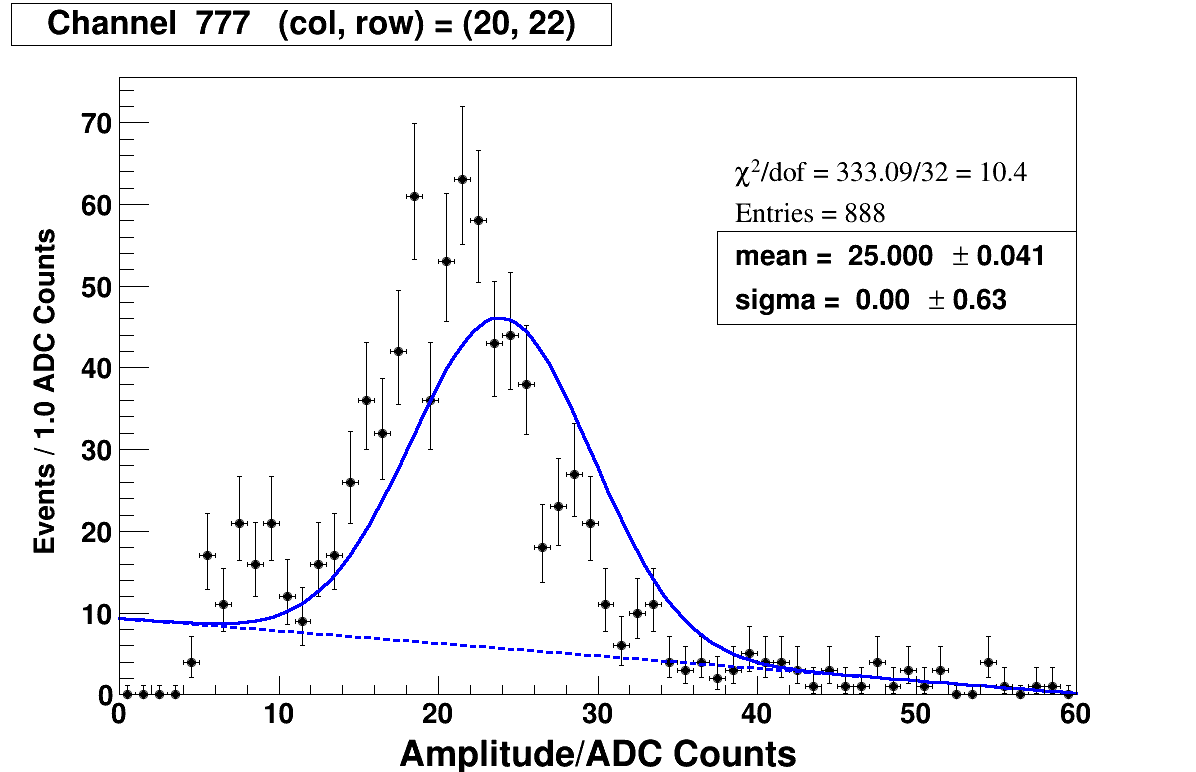 Channel 777 (col, row) = (20, 22)
χ²/dof = 333.09/32 = 10.4
Entries = 888
mean = 25.000 ± 0.041
sigma = 0.00 ± 0.63
Events / 1.0 ADC Counts
70
60
50
40
30
20
10
0
0 10 20 30 40 50 60
Amplitude/ADC Counts